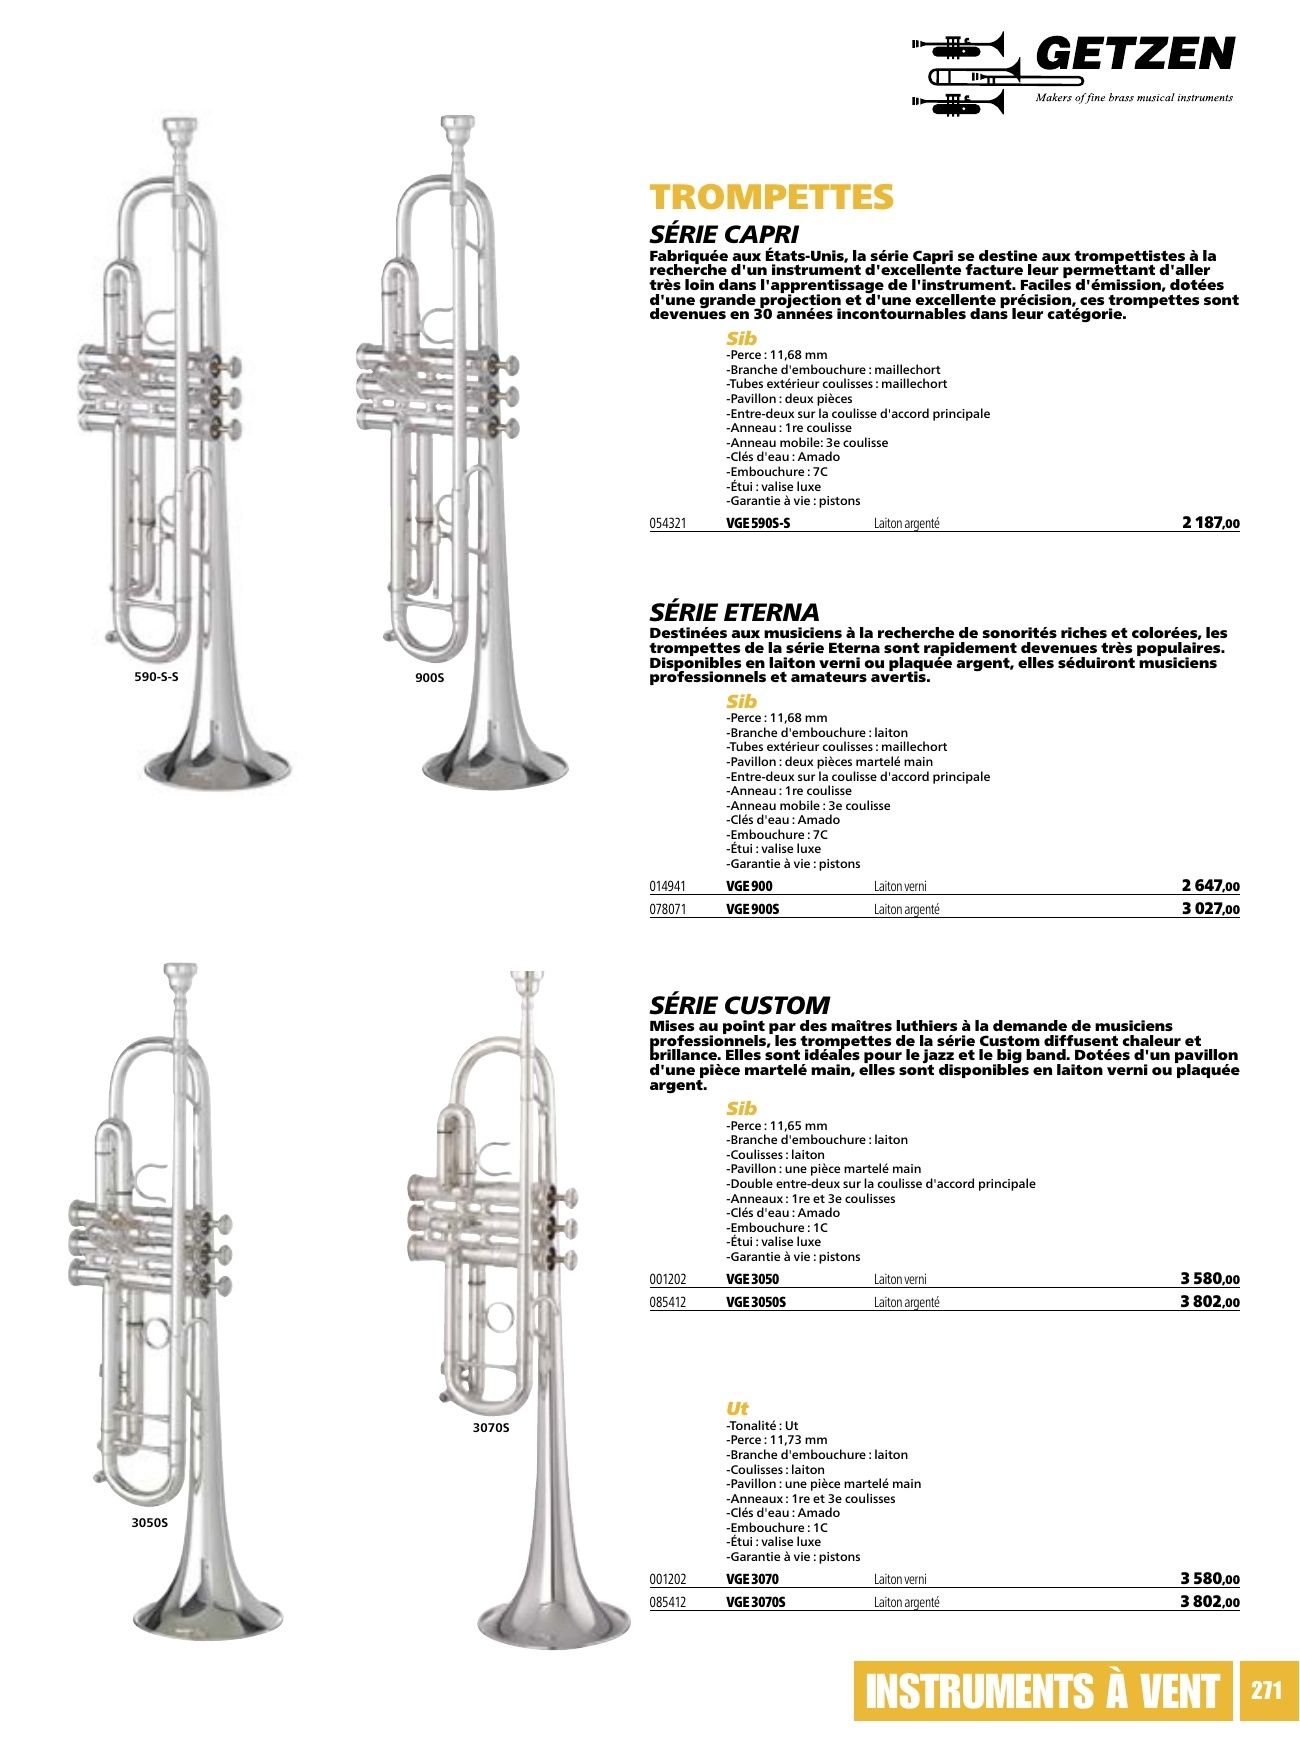 GETZEN
Makers of fine brass musical instruments
TROMPETTES
SÉRIE CAPRI
Fabriquée aux États-Unis, la série Capri se destine aux trompettistes à la
recherche d'un instrument d'excellente facture leur permettant d'aller
très loin dans l'apprentissage de l'instrument. Faciles d'émission, dotées
d'une grande projection et d'une excellente précision, ces trompettes sont
devenues en 30 années incontournables dans leur catégorie.
Sib
-Perce : 11,68 mm
-Branche d'embouchure : maillechort
-Tubes extérieur coulisses : maillechort
-Pavillon : deux pièces
-Entre-deux sur la coulisse d'accord principale
-Anneau : 1re coulisse
-Anneau mobile: 3e coulisse
-Clés d'eau : Amado
-Embouchure : 7C
-Étui : valise luxe
-Garantie à vie : pistons
054321 VGE590S-S Laiton argenté 2 187,00
590-S-S
900S
SÉRIE ETERNA
Destinées aux musiciens à la recherche de sonorités riches et colorées, les
trompettes de la série Eterna sont rapidement devenues très populaires.
Disponibles en laiton verni ou plaquée argent, elles séduiront musiciens
professionnels et amateurs avertis.
Sib
-Perce : 11,68 mm
-Branche d'embouchure : laiton
-Tubes extérieur coulisses : maillechort
-Pavillon : deux pièces martelé main
-Entre-deux sur la coulisse d'accord principale
-Anneau : 1re coulisse
-Anneau mobile : 3e coulisse
-Clés d'eau : Amado
-Embouchure : 7C
-Étui : valise luxe
-Garantie à vie : pistons
014941 VGE900 Laiton verni 2 647,00
078071 VGE900S Laiton argenté 3 027,00
SÉRIE CUSTOM
Mises au point par des maîtres luthiers à la demande de musiciens
professionnels, les trompettes de la série Custom diffusent chaleur et
brillance. Elles sont idéales pour le jazz et le big band. Dotées d'un pavillon
d'une pièce martelé main, elles sont disponibles en laiton verni ou plaquée
argent.
Sib
-Perce : 11,65 mm
-Branche d'embouchure : laiton
-Coulisses : laiton
-Pavillon : une pièce martelé main
-Double entre-deux sur la coulisse d'accord principale
-Anneaux : 1re et 3e coulisses
-Clés d'eau : Amado
-Embouchure : 1C
-Étui : valise luxe
-Garantie à vie : pistons
001202 VGE3050 Laiton verni 3 580,00
085412 VGE3050S Laiton argenté 3 802,00
3070S
3050S
Ut
-Tonalité : Ut
-Perce : 11,73 mm
-Branche d'embouchure : laiton
-Coulisses : laiton
-Pavillon : une pièce martelé main
-Anneaux : 1re et 3e coulisses
-Clés d'eau : Amado
-Embouchure : 1C
-Étui : valise luxe
-Garantie à vie : pistons
001202 VGE3070 Laiton verni 3 580,00
085412 VGE3070S Laiton argenté 3 802,00
INSTRUMENTS À VENT 271